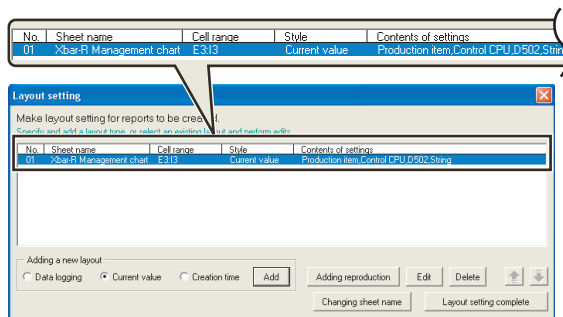 No. Sheet name Cell range Style Contents of settings
01 Xbar-R Management chart E3:I3 Current value Production item,Control CPU,D502,Strin
Layout setting
Make layout setting for reports to be created.
Specify and add a layout type, or select an existing layout and perform edits.
No. Sheet name Cell range Style Contents of settings
01 Xbar-R Management chart E3:I3 Current value Production item,Control CPU,D502,String
Adding a new layout
Data logging Current value Creation time Add Adding reproduction Edit Delete
Changing sheet name Layout setting complete